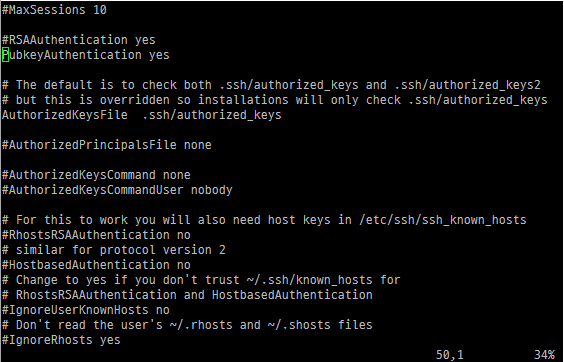 #MaxSessions 10
#RSAAuthentication yes
PubkeyAuthentication yes
# The default is to check both .ssh/authorized_keys and .ssh/authorized_keys2
# but this is overridden so installations will only check .ssh/authorized_keys
AuthorizedKeysFile  .ssh/authorized_keys
#AuthorizedPrincipalsFile none
#AuthorizedKeysCommand none
#AuthorizedKeysCommandUser nobody
# For this to work you will also need host keys in /etc/ssh/ssh_known_hosts
#RhostsRSAAuthentication no
# similar for protocol version 2
#HostbasedAuthentication no
# Change to yes if you don't trust ~/.ssh/known_hosts for
# RhostsRSAAuthentication and HostbasedAuthentication
#IgnoreUserKnownHosts no
# Don't read the user's ~/.rhosts and ~/.shosts files
#IgnoreRhosts yes
50,1 34%